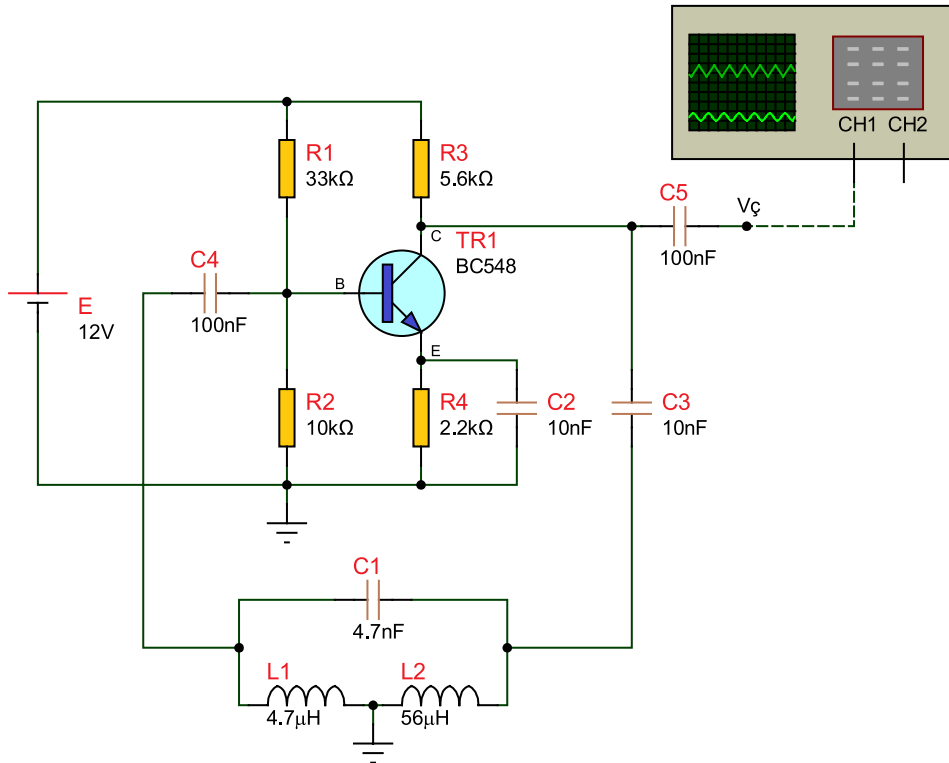 CH1 CH2
R1
33kΩ
R3
5.6kΩ
C5
100nF
Vç
C
TR1
BC548
C4
100nF
B
E
12V
E
R2
10kΩ
R4
2.2kΩ
C2
10nF
C3
10nF
C1
4.7nF
L1
4.7µH
L2
56µH